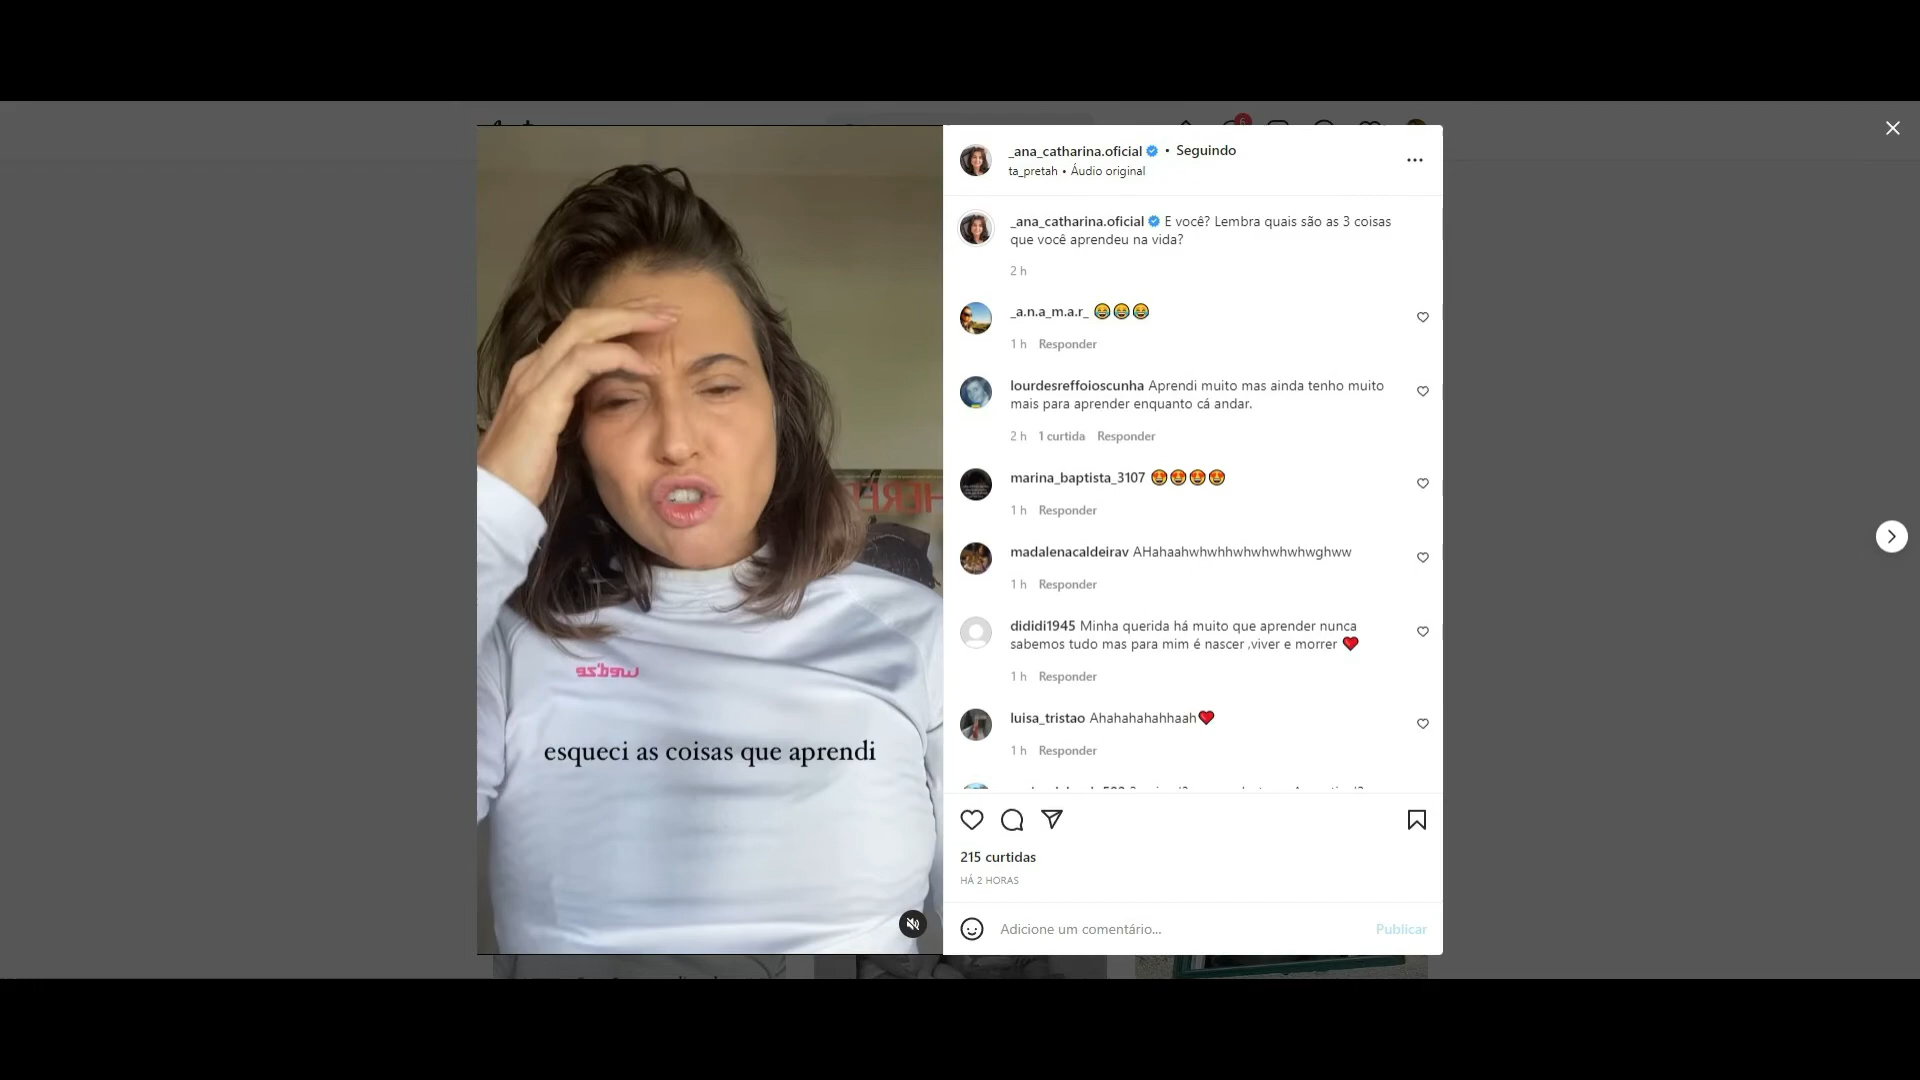 _ana_catharina.oficial • Seguindo
ta_pretah • Áudio original
_ana_catharina.oficial E você? Lembra quais são as 3 coisas
que você aprendeu na vida?
2 h
_a.n.a_m.a.r_ 😂😂😂
1 h Responder
lourdesreffoioscunha Aprendi muito mas ainda tenho muito
mais para aprender enquanto cá andar.
2 h 1 curtida Responder
marina_baptista_3107 😍😍😍😍
1 h Responder
madalenacaldeirav AHahaahwhwhhwhwhwhwhwghww
1 h Responder
dididi1945 Minha querida há muito que aprender nunca
sabemos tudo mas para mim é nascer ,viver e morrer ❤️
1 h Responder
luisa_tristao Ahahahahahhaah❤️
1 h Responder
215 curtidas
HÁ 2 HORAS
Adicione um comentário...
Publicar
wed'ze
esqueci as coisas que aprendi
6